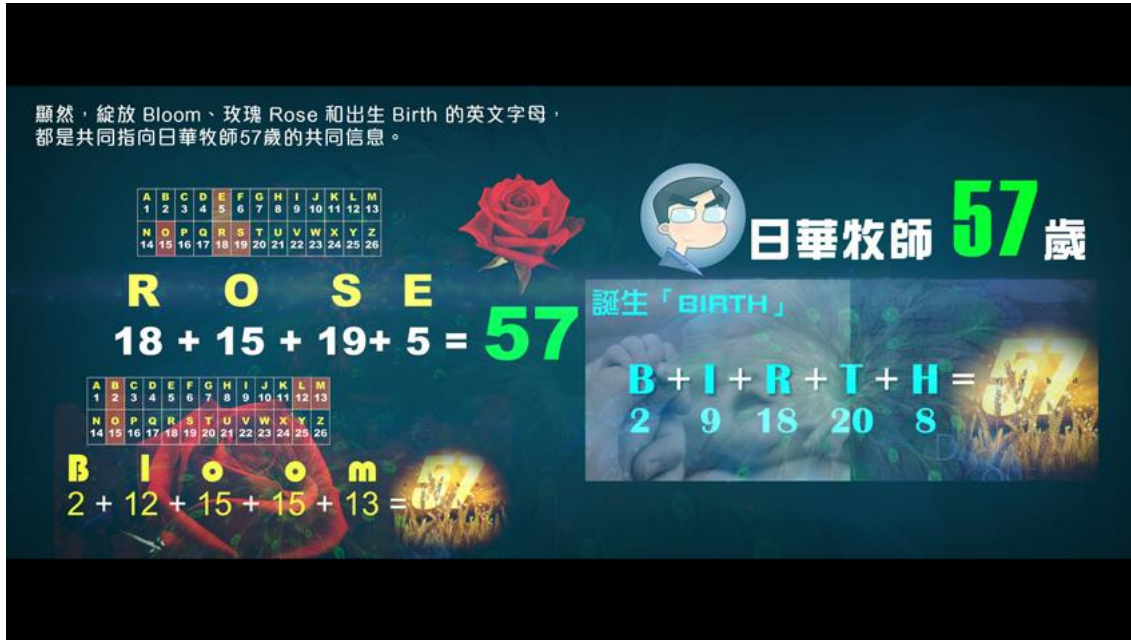 顯然，綻放 Bloom、玫瑰 Rose 和出生 Birth 的英文字母，
都是共同指向日華牧師57歲的共同信息。
A B C D E F G H I J K L M
1 2 3 4 5 6 7 8 9 10 11 12 13
N O P Q R S T U V W X Y Z
14 15 16 17 18 19 20 21 22 23 24 25 26
R O S E
18 + 15 + 19+ 5 = 57
A B C D E F G H I J K L M
1 2 3 4 5 6 7 8 9 10 11 12 13
N O P Q R S T U V W X Y Z
14 15 16 17 18 19 20 21 22 23 24 25 26
B l o o m
2 + 12 + 15 + 15 + 13 = 57
日華牧師 57 歲
誕生「BIRTH」
B + I + R + T + H = 57
2 9 18 20 8